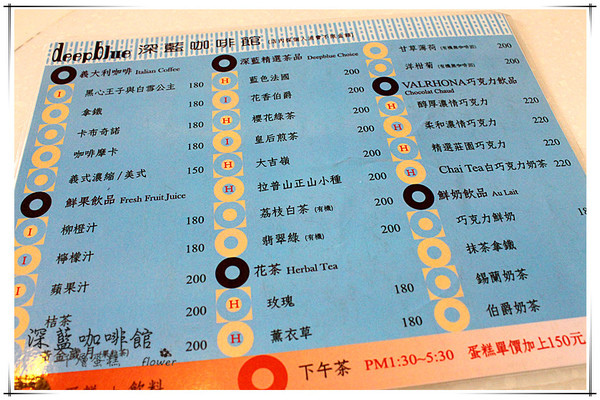 deepblue 深藍咖啡館
義大利咖啡 Italian Coffee
黑心王子與白雪公主 180
I 拿鐵 180
卡布奇諾 180
咖啡摩卡 180
義式濃縮/美式 150
鮮果飲品 Fresh Fruit Juice
I 柳橙汁 180
I 檸檬汁 180
I 蘋果汁 200
桔茶 200
200
深藍精選茶品 Deepblue Choice
H 藍色法國 200
I 花香伯爵 200
H 櫻花綠茶 200
I 皇后煎茶 200
H 大吉嶺 200
H 拉普山正山小種 200
荔枝白茶 (有機) 200
翡翠綠 (有機) 200
花茶 Herbal Tea
H 玫瑰 180
H 薰衣草 180
甘草薄荷 200
洋柑菊 200
VALRHONA巧克力飲品
Chocolat Chaud
H 醇厚濃情巧克力 220
H 柔和濃情巧克力 220
H 精選莊園巧克力 220
H Chai Tea白巧克力奶茶 220
鮮奶飲品 Au Lait
巧克力鮮奶
抹茶拿鐵
錫蘭奶茶
伯爵奶茶
深藍咖啡館
flower
下午茶 PM1:30~5:30 蛋糕單價加上150元